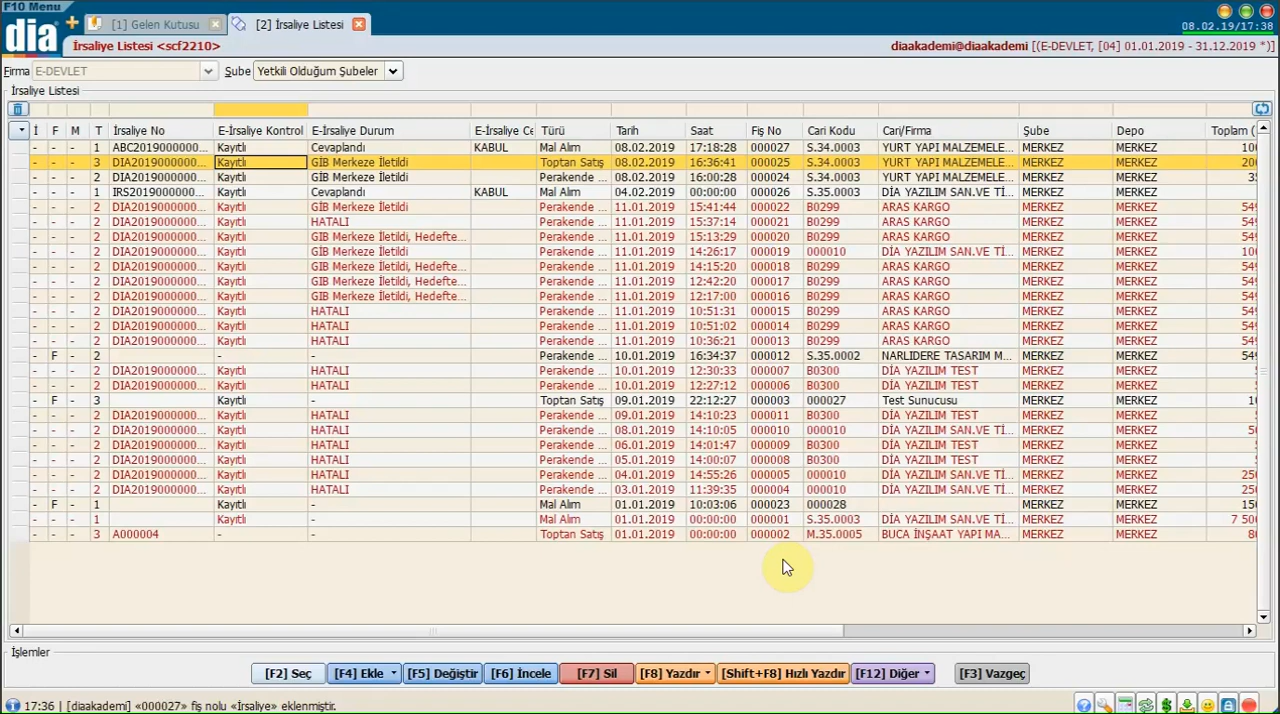 F10 Menu
dia
[1] Gelen Kutusu
[2] İrsaliye Listesi
08.02.19/17:38
İrsaliye Listesi <scf2210>
diaakademi@diaakademi [(E-DEVLET, [04] 01.01.2019 - 31.12.2019 *)]
Firma E-DEVLET Şube Yetkili Olduğum Şubeler
İrsaliye Listesi
İ F M T İrsaliye No E-İrsaliye Kontrol E-İrsaliye Durum E-İrsaliye Ce Türü Tarih Saat Fiş No Cari Kodu Cari/Firma Şube Depo Toplam (
- - - 1 ABC2019000000... Kayıtlı Cevaplandı KABUL Mal Alım 08.02.2019 17:18:28 000027 S.34.0003 YURT YAPI MALZEMELE... MERKEZ MERKEZ 100
- - - 3 DIA2019000000... Kayıtlı GİB Merkeze İletildi Toptan Satış 08.02.2019 16:36:41 000025 S.34.0003 YURT YAPI MALZEMELE... MERKEZ MERKEZ 200
- - - 2 DIA2019000000... Kayıtlı GİB Merkeze İletildi Perakende ... 08.02.2019 16:00:28 000024 S.34.0003 YURT YAPI MALZEMELE... MERKEZ MERKEZ 35
- - - 1 IRS2019000000... Kayıtlı Cevaplandı KABUL Mal Alım 04.02.2019 00:00:00 000026 S.35.0003 DİA YAZILIM SAN.VE Tİ... MERKEZ MERKEZ
- - - 2 DIA2019000000... Kayıtlı GİB Merkeze İletildi Perakende ... 11.01.2019 15:41:44 000022 B0299 ARAS KARGO MERKEZ MERKEZ 549
- - - 2 DIA2019000000... Kayıtlı HATALI Perakende ... 11.01.2019 15:37:14 000021 B0299 ARAS KARGO MERKEZ MERKEZ 549
- - - 2 DIA2019000000... Kayıtlı GİB Merkeze İletildi, Hedefte... Perakende ... 11.01.2019 15:13:29 000020 B0299 ARAS KARGO MERKEZ MERKEZ 549
- - - 2 DIA2019000000... Kayıtlı GİB Merkeze İletildi Perakende ... 11.01.2019 14:26:17 000019 000010 DİA YAZILIM SAN.VE Tİ... MERKEZ MERKEZ 100
- - - 2 DIA2019000000... Kayıtlı GİB Merkeze İletildi, Hedefte... Perakende ... 11.01.2019 14:15:20 000018 B0299 ARAS KARGO MERKEZ MERKEZ 549
- - - 2 DIA2019000000... Kayıtlı GİB Merkeze İletildi, Hedefte... Perakende ... 11.01.2019 12:42:20 000017 B0299 ARAS KARGO MERKEZ MERKEZ 549
- - - 2 DIA2019000000... Kayıtlı GİB Merkeze İletildi, Hedefte... Perakende ... 11.01.2019 12:17:00 000016 B0299 ARAS KARGO MERKEZ MERKEZ 549
- - - 2 DIA2019000000... Kayıtlı HATALI Perakende ... 11.01.2019 10:51:31 000015 B0299 ARAS KARGO MERKEZ MERKEZ 549
- - - 2 DIA2019000000... Kayıtlı HATALI Perakende ... 11.01.2019 10:51:02 000014 B0299 ARAS KARGO MERKEZ MERKEZ 549
- - - 2 DIA2019000000... Kayıtlı HATALI Perakende ... 11.01.2019 10:36:21 000013 B0299 ARAS KARGO MERKEZ MERKEZ 549
- F - 2 - - Perakende ... 10.01.2019 16:34:37 000012 S.35.0002 NARLIDERE TASARIM M... MERKEZ MERKEZ 549
- - - 2 DIA2019000000... Kayıtlı HATALI Perakende ... 10.01.2019 12:30:33 000007 B0300 DİA YAZILIM TEST MERKEZ MERKEZ
- - - 2 DIA2019000000... Kayıtlı HATALI Perakende ... 10.01.2019 12:27:12 000006 B0300 DİA YAZILIM TEST MERKEZ MERKEZ
- F - 3 Kayıtlı - Toptan Satış 09.01.2019 22:12:27 000003 000027 Test Sunucusu MERKEZ MERKEZ 10
- - - 2 DIA2019000000... Kayıtlı HATALI Perakende ... 09.01.2019 14:10:23 000011 B0300 DİA YAZILIM TEST MERKEZ MERKEZ
- - - 2 DIA2019000000... Kayıtlı HATALI Perakende ... 08.01.2019 14:10:05 000010 000010 DİA YAZILIM SAN.VE Tİ... MERKEZ MERKEZ 50
- - - 2 DIA2019000000... Kayıtlı HATALI Perakende ... 06.01.2019 14:01:47 000009 B0300 DİA YAZILIM TEST MERKEZ MERKEZ
- - - 2 DIA2019000000... Kayıtlı HATALI Perakende ... 05.01.2019 14:00:07 000008 B0300 DİA YAZILIM TEST MERKEZ MERKEZ
- - - 2 DIA2019000000... Kayıtlı HATALI Perakende ... 04.01.2019 14:55:26 000005 000010 DİA YAZILIM SAN.VE Tİ... MERKEZ MERKEZ 250
- - - 2 DIA2019000000... Kayıtlı HATALI Perakende ... 03.01.2019 11:39:35 000004 000010 DİA YAZILIM SAN.VE Tİ... MERKEZ MERKEZ 250
- F - 1 Kayıtlı - Mal Alım 01.01.2019 10:03:06 000023 000028 MERKEZ MERKEZ 150
- - - 1 Kayıtlı - Mal Alım 01.01.2019 00:00:00 000001 S.35.0003 DİA YAZILIM SAN.VE Tİ... MERKEZ MERKEZ 7 500
- - - 3 A000004 - - Toptan Satış 01.01.2019 00:00:00 000002 M.35.0005 BUCA İNŞAAT YAPI MA... MERKEZ MERKEZ 80
İşlemler
[F2] Seç [F4] Ekle [F5] Değiştir [F6] İncele [F7] Sil [F8] Yazdır [Shift+F8] Hızlı Yazdır [F12] Diğer [F3] Vazgeç
17:36 | [diaakademi] «000027» fiş nolu «İrsaliye» eklenmiştir.